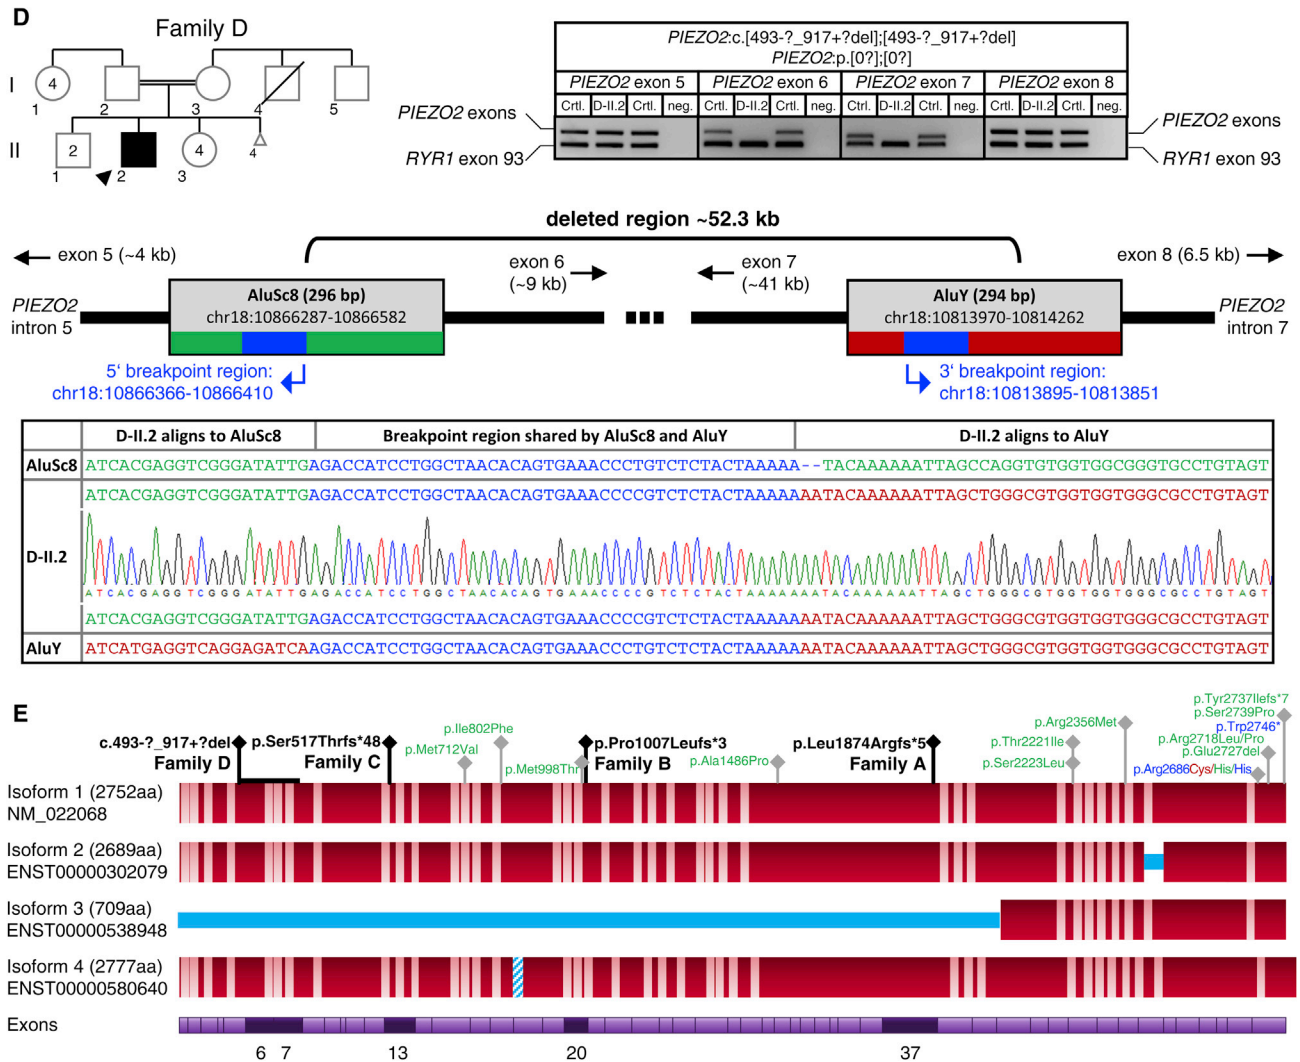 D
Family D
I
II
4
1
2
3
4
5
2
1
2
4
3
4
PIEZO2:c.[493-?_917+?del];[493-?_917+?del]
PIEZO2:p.[0?];[0?]
PIEZO2 exon 5
PIEZO2 exon 6
PIEZO2 exon 7
PIEZO2 exon 8
Crtl. D-II.2 Crtl. neg. Crtl. D-II.2 Crtl. neg. Crtl. D-II.2 Ctrl. neg. Crtl. D-II.2 Crtl. neg.
PIEZO2 exons
RYR1 exon 93
PIEZO2 exons
RYR1 exon 93
deleted region ~52.3 kb
exon 5 (~4 kb)
exon 6
(~9 kb)
exon 7
(~41 kb)
exon 8 (6.5 kb)
PIEZO2
intron 5
AluSc8 (296 bp)
chr18:10866287-10866582
AluY (294 bp)
chr18:10813970-10814262
PIEZO2
intron 7
5‘ breakpoint region:
chr18:10866366-10866410
3‘ breakpoint region:
chr18:10813895-10813851
D-II.2 aligns to AluSc8
Breakpoint region shared by AluSc8 and AluY
D-II.2 aligns to AluY
AluSc8 ATCACGAGGTCGGGATATTGAGACCATCCTGGCTAACACAGTGAAACCCTGTCTCTACTAAAAA--TACAAAAAATTAGCCAGGTGTGGTGGCGGGTGCCTGTAGT
ATCACGAGGTCGGGATATTGAGACCATCCTGGCTAACACAGTGAAACCCCGTCTCTACTAAAAAAATACAAAAAATTAGCTGGGCGTGGTGGTGGGCGCCTGTAGT
D-II.2
ATCACGAGGTCGGGATATTGAGACCATCCTGGCTAACACAGTGAAACCCCGTCTCTACTAAAAAAATACAAAAAATTAGCTGGGCGTGGTGGTGGGCGCCTGTAGT
ATCACGAGGTCGGGATATTGAGACCATCCTGGCTAACACAGTGAAACCCCGTCTCTACTAAAAAAATACAAAAAATTAGCTGGGCGTGGTGGTGGGCGCCTGTAGT
AluY ATCATGAGGTCAGGAGATCAAGACCATCCTGGCTAACACAGTGAAACCCTGTCTCTACTAAAAAAATACAAAAAATTAGCTGGGCGTGGTGGTGGGCGCCTGTAGT
E
c.493-?_917+?del
Family D
p.Ser517Thrfs*48
Family C
p.Met712Val
p.Ile802Phe
p.Met998Thr
p.Pro1007Leufs*3
Family B
p.Ala1486Pro
p.Leu1874Argfs*5
Family A
p.Arg2356Met
p.Thr2221Ile
p.Ser2223Leu
p.Tyr2737Ilefs*7
p.Ser2739Pro
p.Trp2746*
p.Arg2718Leu/Pro
p.Glu2727del
p.Arg2686Cys/His/His
Isoform 1 (2752aa)
NM_022068
Isoform 2 (2689aa)
ENST00000302079
Isoform 3 (709aa)
ENST00000538948
Isoform 4 (2777aa)
ENST00000580640
Exons
6 7 13 20 37